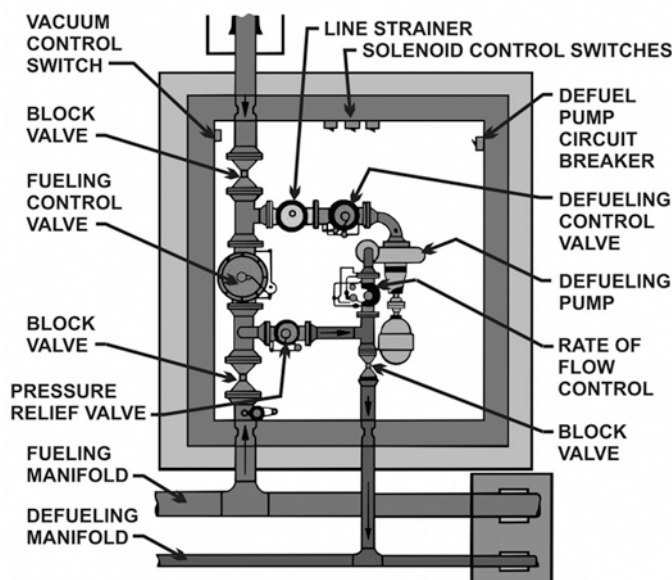 VACUUM
CONTROL
SWITCH
LINE STRAINER
SOLENOID CONTROL SWITCHES
BLOCK
VALVE
DEFUEL
PUMP
CIRCUIT
BREAKER
FUELING
CONTROL
VALVE
DEFUELING
CONTROL
VALVE
DEFUELING
PUMP
BLOCK
VALVE
RATE OF
FLOW
CONTROL
PRESSURE
RELIEF VALVE
BLOCK
VALVE
FUELING
MANIFOLD
DEFUELING
MANIFOLD